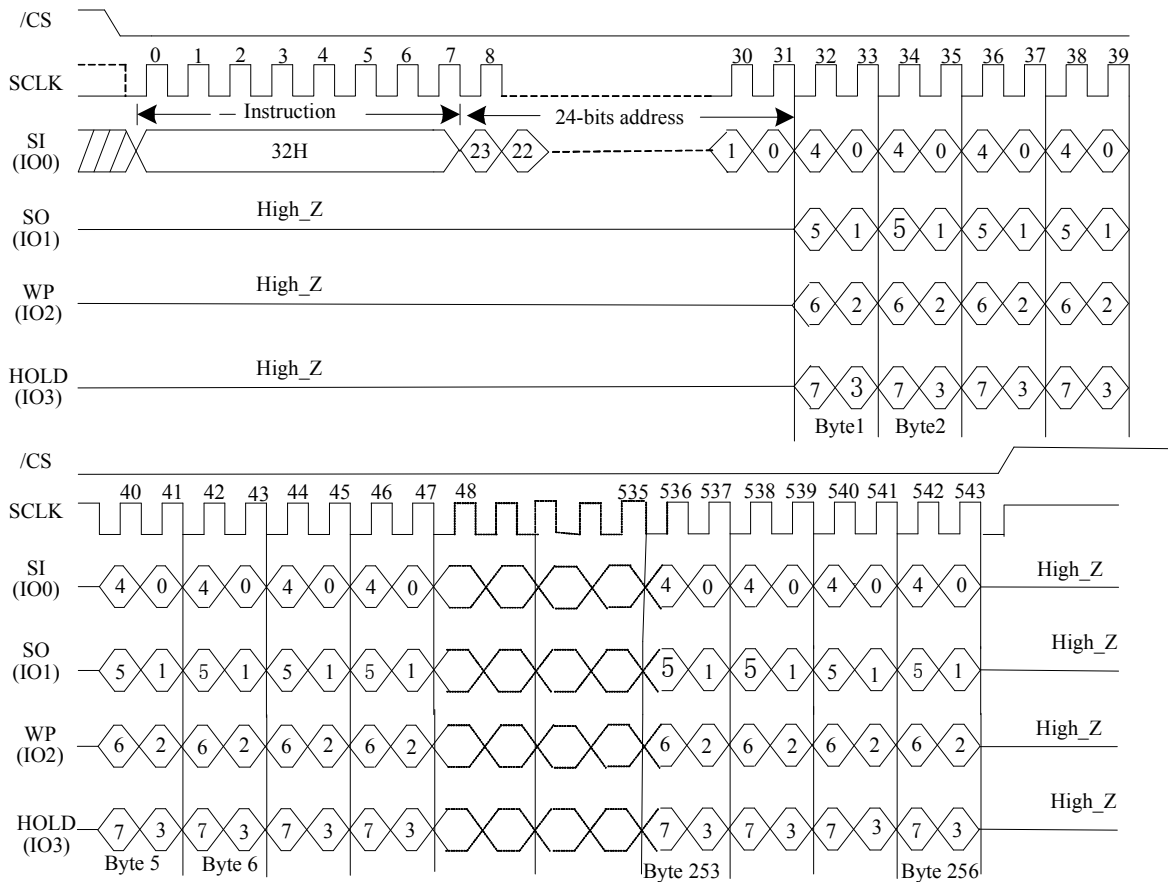 /CS
0 1 2 3 4 5 6 7 8 30 31 32 33 34 35 36 37 38 39
SCLK
Instruction 24-bits address
SI
(IO0)
32H 23 22 1 0 4 0 4 0 4 0 4 0
SO
(IO1)
High_Z 5 1 5 1 5 1 5 1
WP
(IO2)
High_Z 6 2 6 2 6 2 6 2
HOLD
(IO3)
High_Z 7 3 7 3 7 3 7 3
Byte1 Byte2
/CS
40 41 42 43 44 45 46 47 48 535 536 537 538 539 540 541 542 543
SCLK
SI
(IO0)
4 0 4 0 4 0 4 0 4 0 4 0 4 0 4 0 High_Z
SO
(IO1)
5 1 5 1 5 1 5 1 5 1 5 1 5 1 5 1 High_Z
WP
(IO2)
6 2 6 2 6 2 6 2 6 2 6 2 6 2 6 2 High_Z
HOLD
(IO3)
7 3 7 3 7 3 7 3 7 3 7 3 7 3 7 3 High_Z
Byte 5 Byte 6 Byte 253 Byte 256